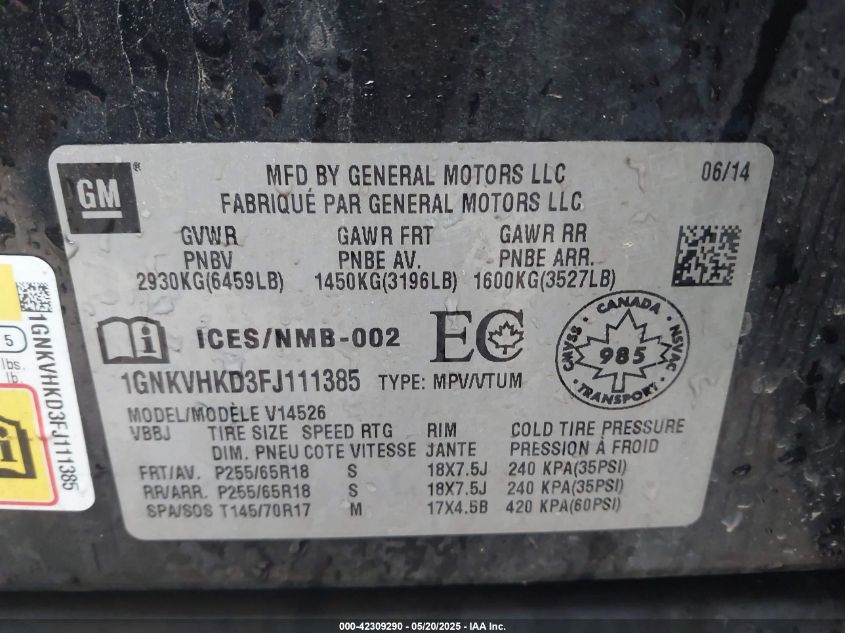 GM®
MFD BY GENERAL MOTORS LLC
06/14
FABRIQUÉ PAR GENERAL MOTORS LLC
GVWR GAWR FRT GAWR RR
PNBV PNBE AV. PNBE ARR.
2930KG(6459LB) 1450KG(3196LB) 1600KG(3527LB)
ICES/NMB-002
EC
CANADA
CMVSS
NSVAC
985
TRANSPORT
1GNKVHKD3FJ111385 TYPE: MPV/VTUM
MODEL/MODÈLE V14526
VBBJ TIRE SIZE SPEED RTG RIM COLD TIRE PRESSURE
DIM. PNEU COTE VITESSE JANTE PRESSION À FROID
FRT/AV. P255/65R18 S 18X7.5J 240 KPA(35PSI)
RR/ARR. P255/65R18 S 18X7.5J 240 KPA(35PSI)
SPA/SOS T145/70R17 M 17X4.5B 420 KPA(60PSI)
1GNKVHKD3FJ111385
5
lbs.
lb.
000-42309290 - 05/20/2025 - IAA Inc.